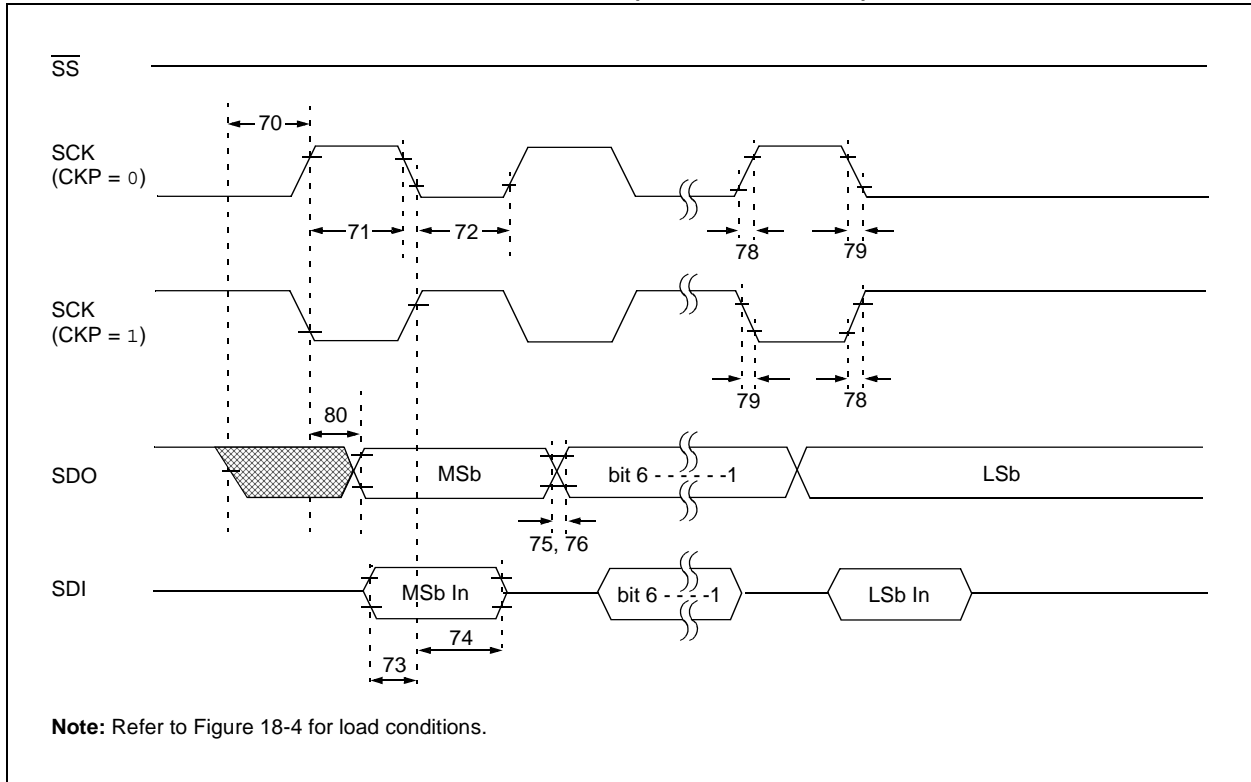 SS
70
SCK
(CKP = 0)
71
72
78
79
SCK
(CKP = 1)
79
78
80
SDO
MSb
bit 6 - - - - - -1
LSb
75, 76
SDI
MSb In
bit 6 - - - - -1
LSb In
74
73
Note: Refer to Figure 18-4 for load conditions.